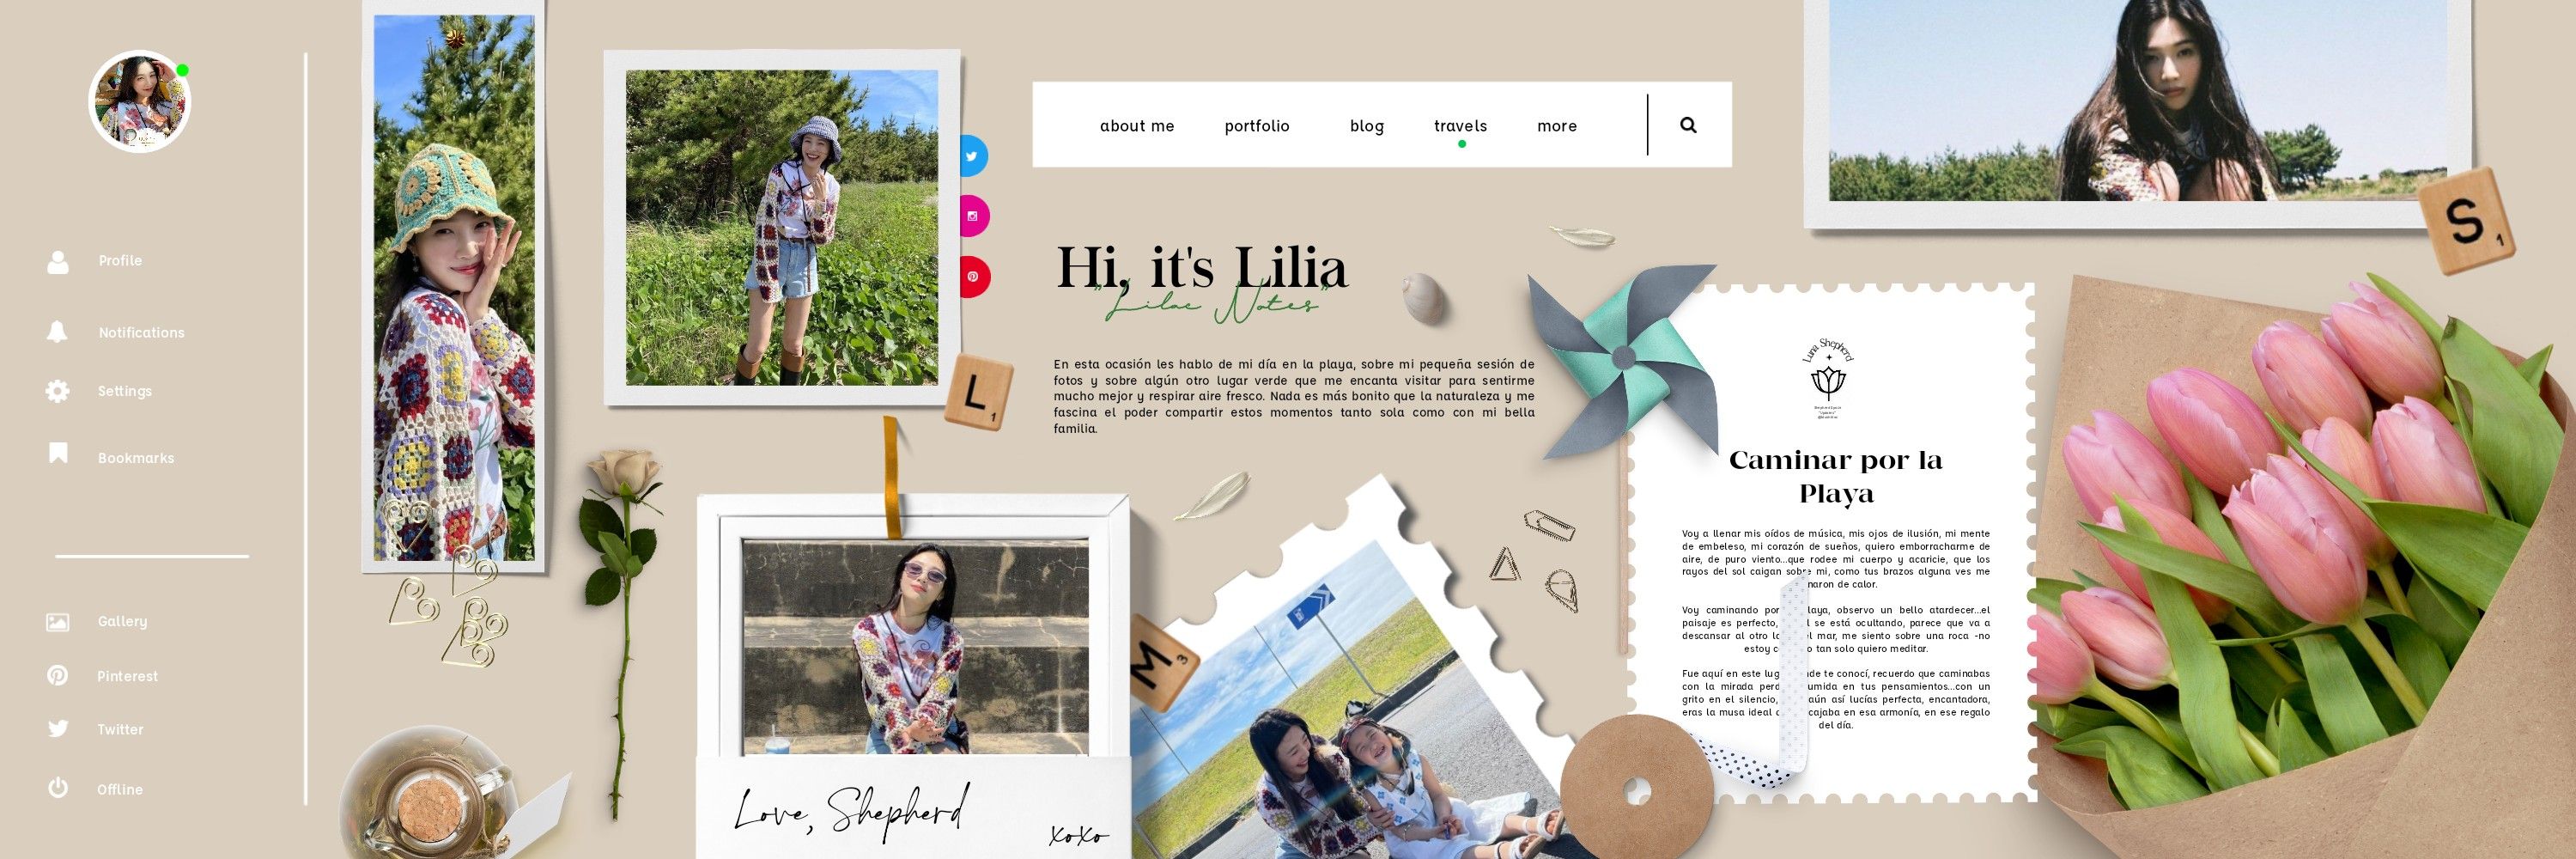 Profile
Notifications
Settings
Bookmarks
Gallery
Pinterest
Twitter
Offline
about me
portfolio
blog
travels
more
Hi, it's Lilia
"Lilac Notes"
En esta ocasión les hablo de mi día en la playa, sobre mi pequeña sesión de
fotos y sobre algún otro lugar verde que me encanta visitar para sentirme
mucho mejor y respirar aire fresco. Nada es más bonito que la naturaleza y me
fascina el poder compartir estos momentos tanto sola como con mi bella
familia.
L1
M3
S1
Love, Shepherd
xoxo
Luna Shepherd
Caminar por la
Playa
Voy a llenar mis oídos de música, mis ojos de ilusión, mi mente
de embeleso, mi corazón de sueños, quiero emborracharme de
aire, de puro viento...que rodee mi cuerpo y acaricie, que los
rayos del sol caigan sobre mi, como tus brazos alguna ves me
naron de calor.
Voy caminando por laya, observo un bello atardecer...el
paisaje es perfecto, l se está ocultando, parece que va a
descansar al otro la el mar, me siento sobre una roca -no
estoy c o tan solo quiero meditar.
Fue aquí en este lug nde te conocí, recuerdo que caminabas
con la mirada perd umida en tus pensamientos...con un
grito en el silencio, aún así lucías perfecta, encantadora,
eras la musa ideal cajaba en esa armonía, en ese regalo
del día.